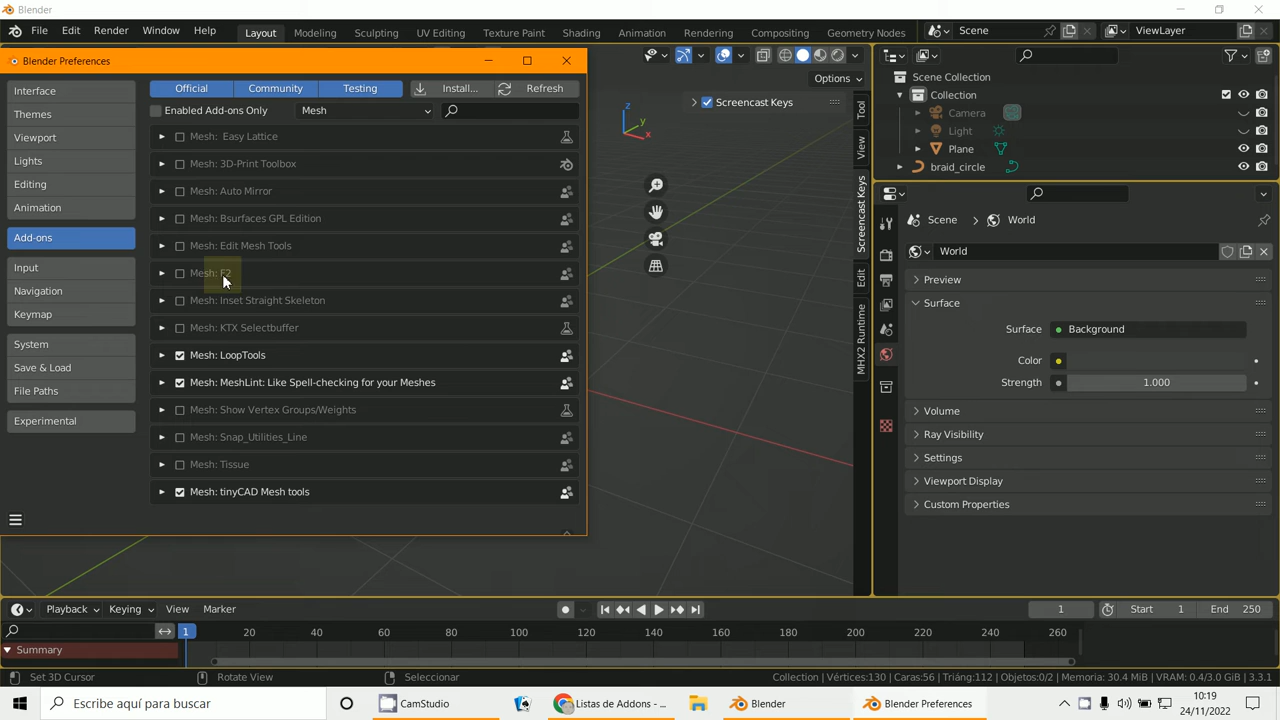 Blender
File Edit Render Window Help Layout Modeling Sculpting UV Editing Texture Paint Shading Animation Rendering Compositing Geometry Nodes Scene ViewLayer
Blender Preferences
Options
Interface
Themes
Viewport
Lights
Editing
Animation
Add-ons
Input
Navigation
Keymap
System
Save & Load
File Paths
Experimental
Official Community Testing Install... Refresh
Enabled Add-ons Only Mesh
Mesh: Easy Lattice
Mesh: 3D-Print Toolbox
Mesh: Auto Mirror
Mesh: Bsurfaces GPL Edition
Mesh: Edit Mesh Tools
Mesh: F2
Mesh: Inset Straight Skeleton
Mesh: KTX Selectbuffer
Mesh: LoopTools
Mesh: MeshLint: Like Spell-checking for your Meshes
Mesh: Show Vertex Groups/Weights
Mesh: Snap_Utilities_Line
Mesh: Tissue
Mesh: tinyCAD Mesh tools
z
y
x
Screencast Keys
Tool
View
Screencast Keys
Edit
MHX2 Runtime
Scene Collection
Collection
Camera
Light
Plane
braid_circle
Scene World
World
Preview
Surface
Surface Background
Color
Strength 1.000
Volume
Ray Visibility
Settings
Viewport Display
Custom Properties
Playback Keying View Marker 1 Start 1 End 250
1 20 40 60 80 100 120 140 160 180 200 220 240 260
Summary
Set 3D Cursor Rotate View Seleccionar Collection | Vértices:130 | Caras:56 | Triáng:112 | Objetos:0/2 | Memoria: 30.4 MiB | VRAM: 0.4/3.0 GiB | 3.3.1
Escribe aquí para buscar CamStudio Listas de Addons - ... Blender Blender Preferences 10:19
24/11/2022